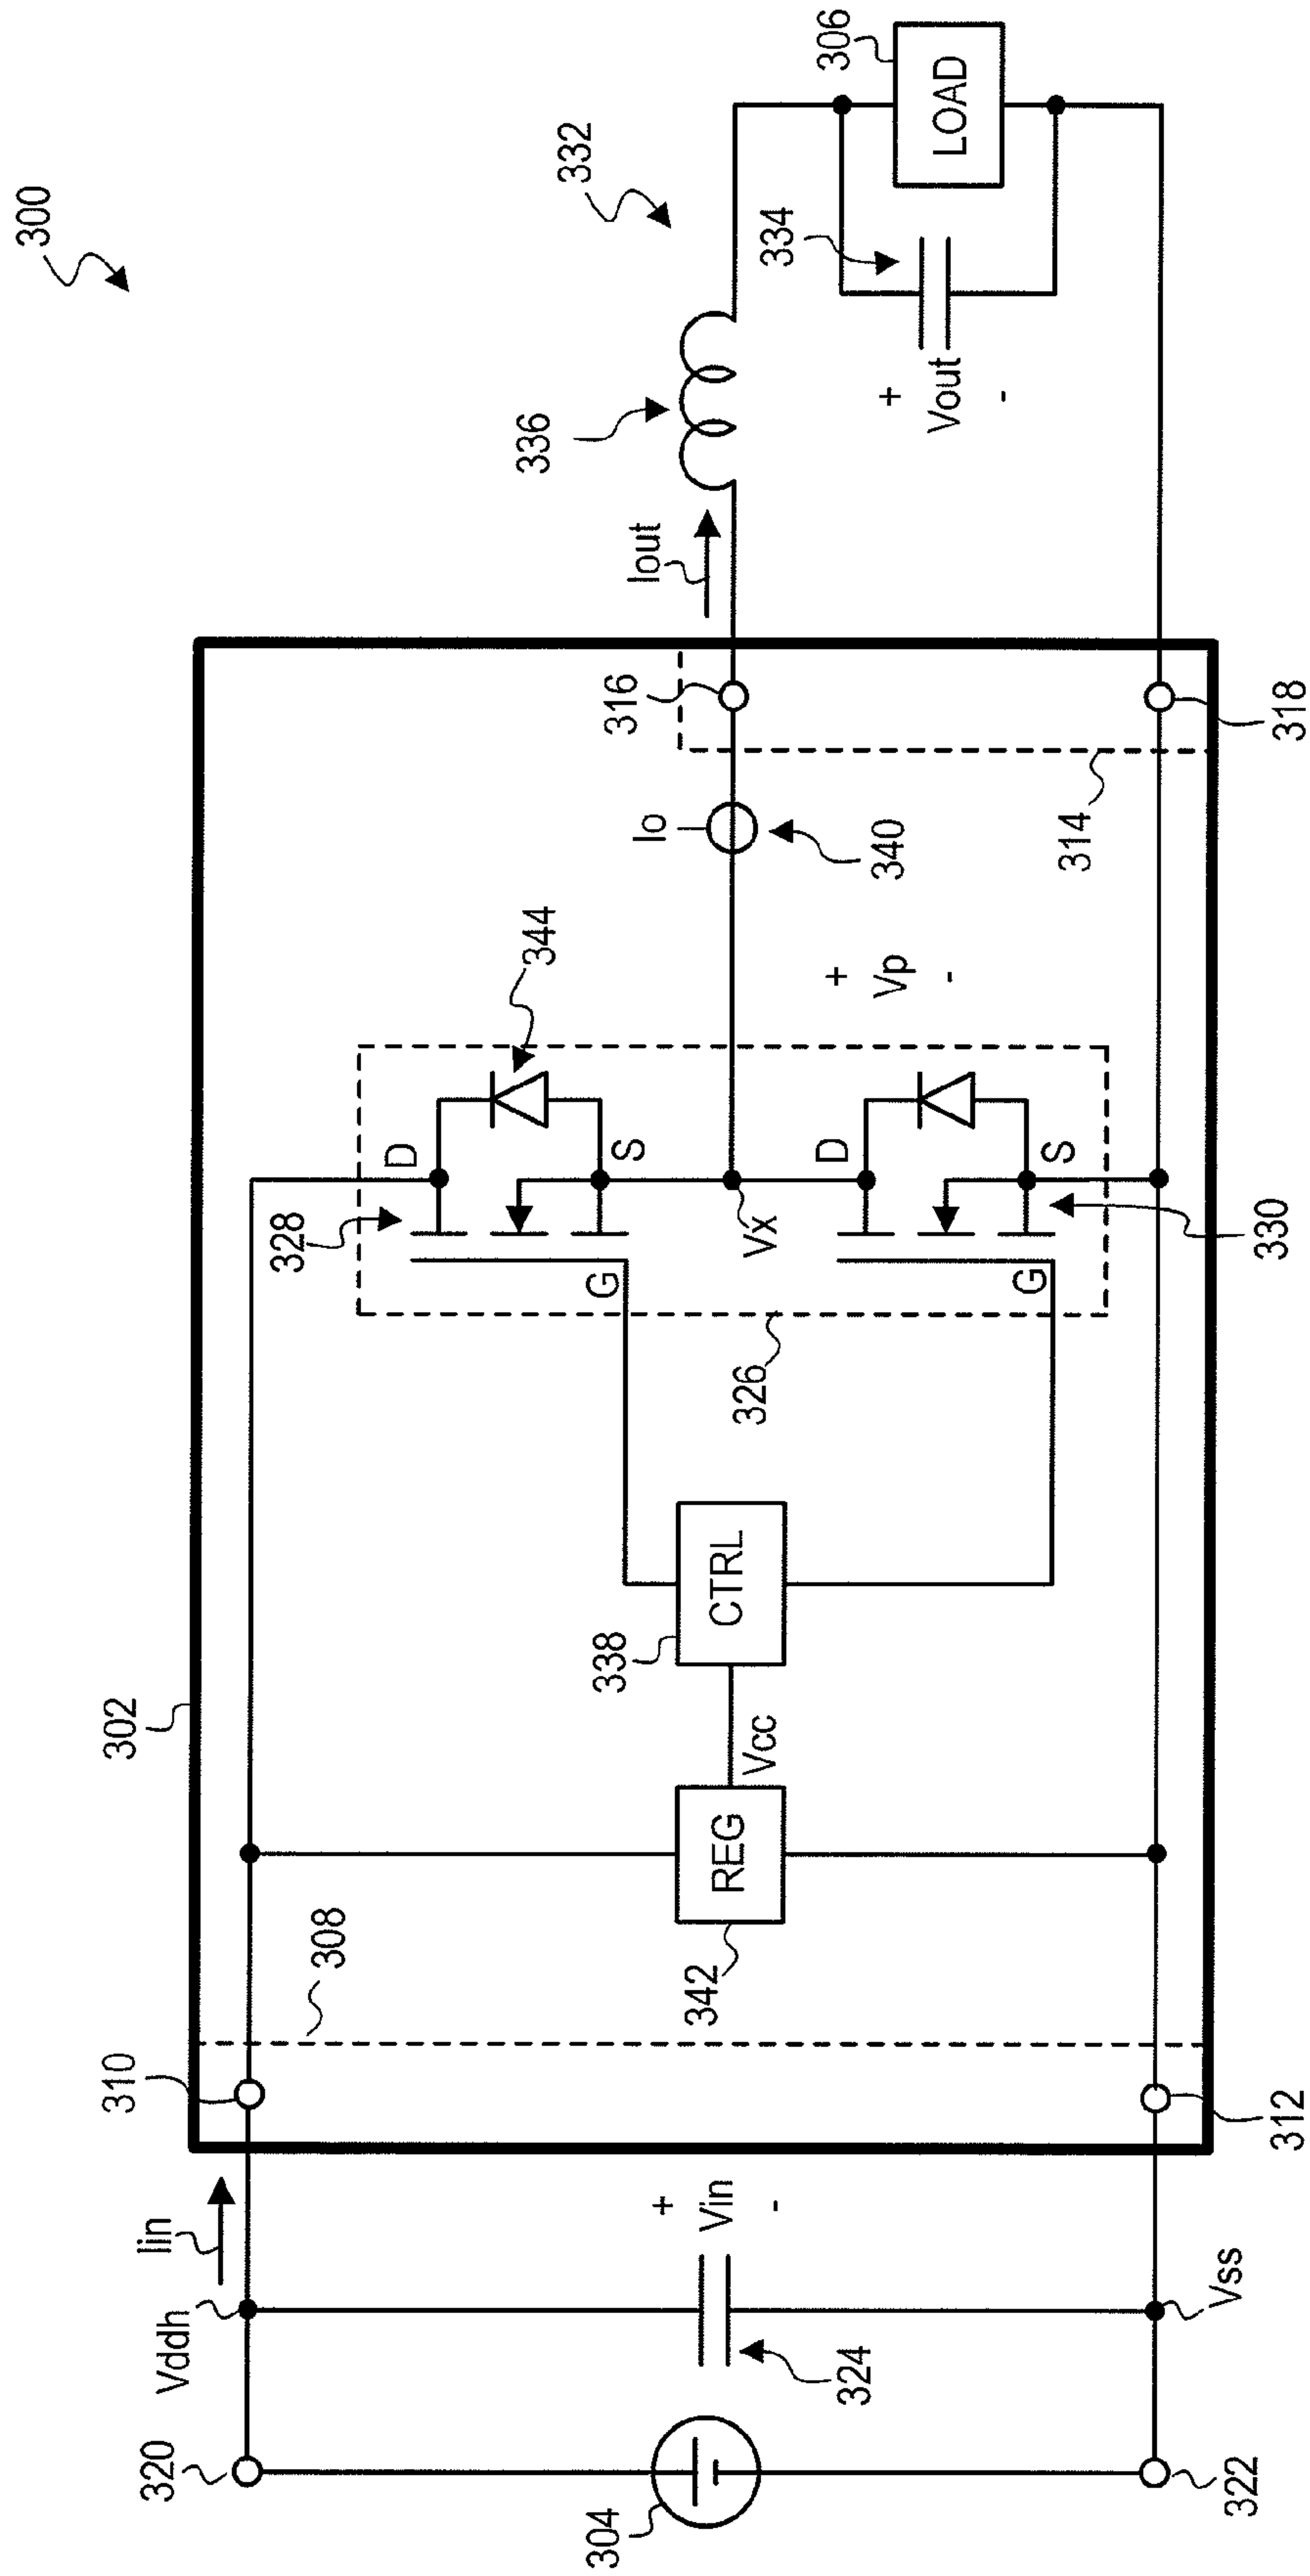 300
332
306
LOAD
334
+
Vout
-
336
Iout
316
318
Io
340
314
344
+
Vp
-
D
S
D
S
328
G
Vx
G
330
326
CTRL
338
302
Vcc
REG
342
308
310
312
Iin
+
Vin
-
Vddh
324
Vss
320
304
322